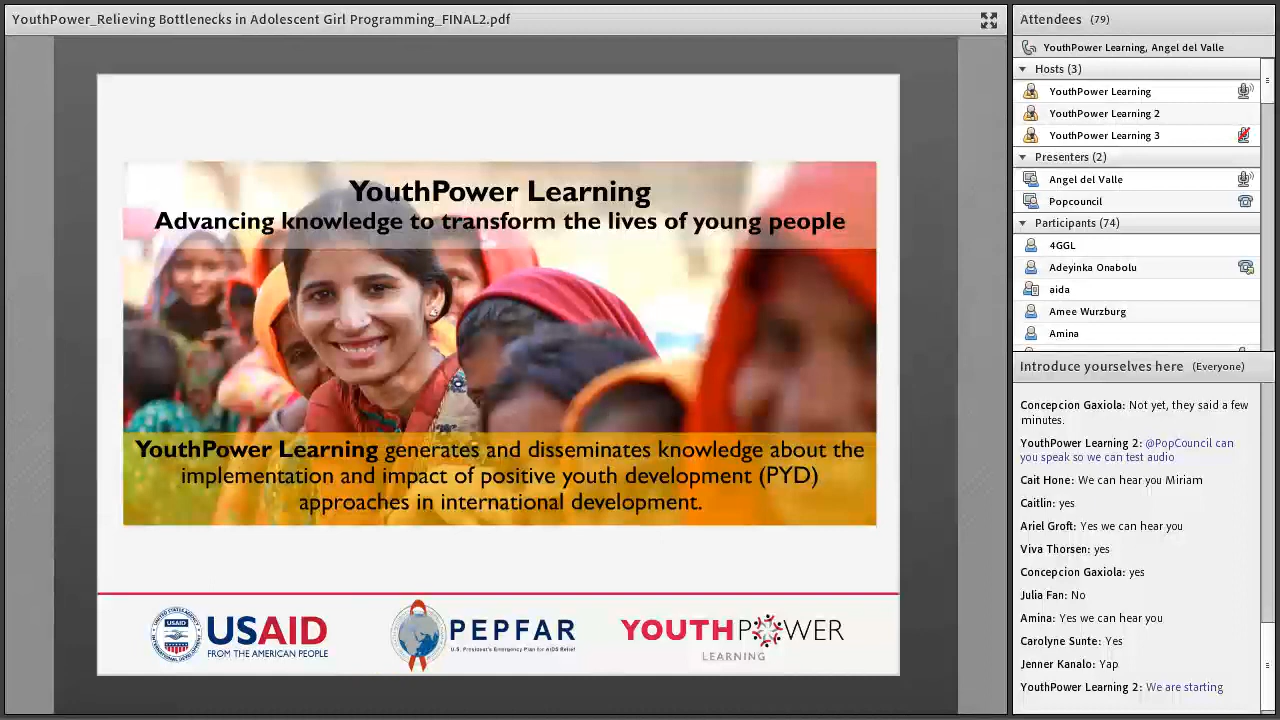 YouthPower_Relieving Bottlenecks in Adolescent Girl Programming_FINAL2.pdf
YouthPower Learning
Advancing knowledge to transform the lives of young people
YouthPower Learning generates and disseminates knowledge about the
implementation and impact of positive youth development (PYD)
approaches in international development.
USAID
FROM THE AMERICAN PEOPLE
PEPFAR
U.S. President's Emergency Plan for AIDS Relief
YOUTHPOWER
LEARNING
Attendees (79)
YouthPower Learning, Angel del Valle
Hosts (3)
YouthPower Learning
YouthPower Learning 2
YouthPower Learning 3
Presenters (2)
Angel del Valle
Popcouncil
Participants (74)
4GGL
Adeyinka Onabolu
aida
Amee Wurzburg
Amina
Introduce yourselves here (Everyone)
Concepcion Gaxiola: Not yet, they said a few
minutes.
YouthPower Learning 2: @PopCouncil can
you speak so we can test audio
Cait Hone: We can hear you Miriam
Caitlin: yes
Ariel Groft: Yes we can hear you
Viva Thorsen: yes
Concepcion Gaxiola: yes
Julia Fan: No
Amina: Yes we can hear you
Carolyne Sunte: Yes
Jenner Kanalo: Yap
YouthPower Learning 2: We are starting